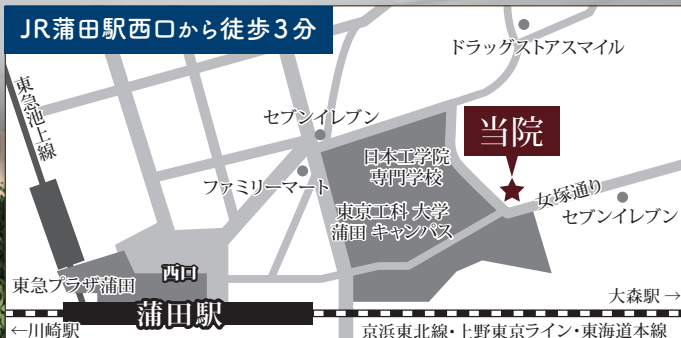 JR蒲田駅西口から徒歩3分
ドラッグストアスマイル
東急池上線
セブンイレブン
当院
日本工学院
専門学校
ファミリーマート
女塚通り
東京工科 大学
蒲田 キャンパス
セブンイレブン
西口
東急プラザ蒲田
大森駅→
蒲田駅
←川崎駅
京浜東北線・上野東京ライン・東海道本線